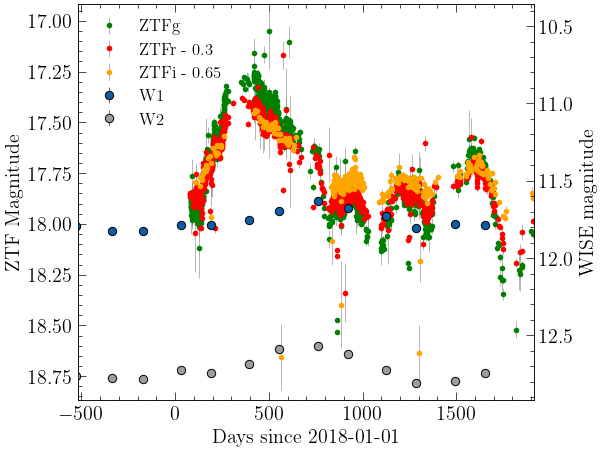 ZTFg
ZTFr - 0.3
ZTFi - 0.65
W1
W2
17.00
17.25
17.50
17.75
18.00
18.25
18.50
18.75
ZTF Magnitude
10.5
11.0
11.5
12.0
12.5
WISE magnitude
−500 0 500 1000 1500
Days since 2018-01-01